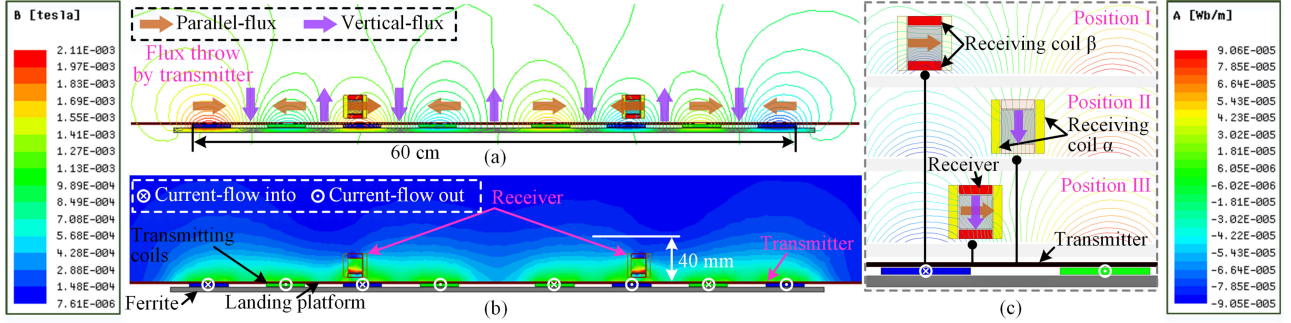 B [tesla]
2.11E-003
1.97E-003
1.83E-003
1.69E-003
1.55E-003
1.41E-003
1.27E-003
1.13E-003
9.89E-004
8.49E-004
7.08E-004
5.68E-004
4.28E-004
2.88E-004
1.48E-004
7.61E-006
Parallel-flux
Vertical-flux
Flux throw
by transmitter
60 cm
(a)
Current-flow into
Current-flow out
Receiver
Transmitting
coils
40 mm
Transmitter
Ferrite
Landing platform
(b)
Position I
Receiving coil β
Position II
Receiving
coil α
Receiver
Position III
Transmitter
(c)
A [Wb/m]
9.06E-005
7.85E-005
6.64E-005
5.43E-005
4.23E-005
3.02E-005
1.81E-005
6.02E-006
-6.05E-006
-1.81E-005
-3.02E-005
-4.22E-005
-5.43E-005
-6.64E-005
-7.85E-005
-9.05E-005